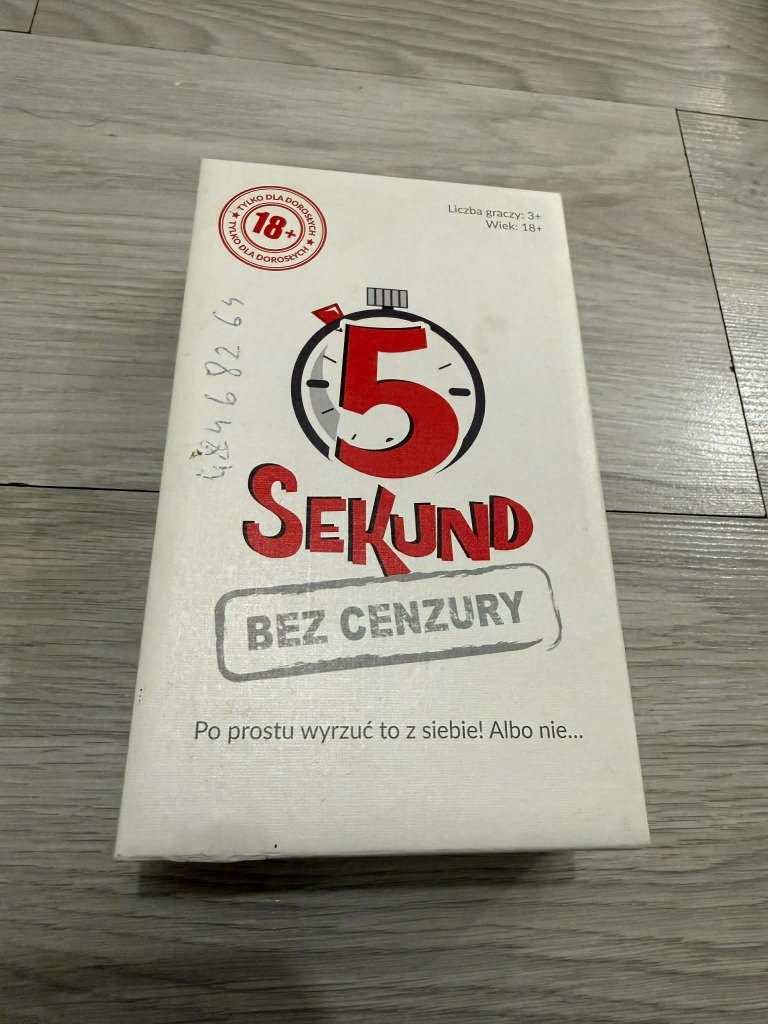 TYLKO DLA DOROSŁYCH
18+
TYLKO DLA DOROSŁYCH
Liczba graczy: 3+
Wiek: 18+
5
SEKUND
BEZ CENZURY
Po prostu wyrzuć to z siebie! Albo nie...